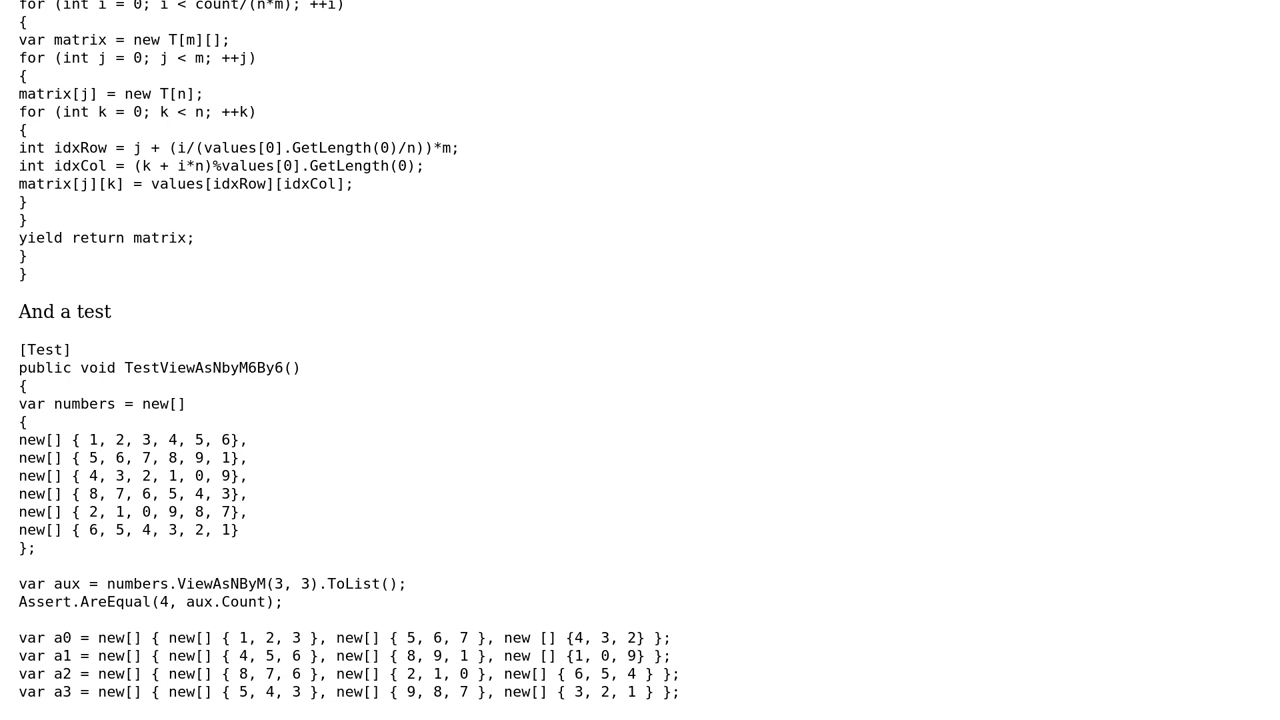 for (int i = 0; i < count/(n*m); ++i)
{
var matrix = new T[m][];
for (int j = 0; j < m; ++j)
{
matrix[j] = new T[n];
for (int k = 0; k < n; ++k)
{
int idxRow = j + (i/(values[0].GetLength(0)/n))*m;
int idxCol = (k + i*n)%values[0].GetLength(0);
matrix[j][k] = values[idxRow][idxCol];
}
}
yield return matrix;
}
}
And a test
[Test]
public void TestViewAsNbyM6By6()
{
var numbers = new[]
{
new[] { 1, 2, 3, 4, 5, 6},
new[] { 5, 6, 7, 8, 9, 1},
new[] { 4, 3, 2, 1, 0, 9},
new[] { 8, 7, 6, 5, 4, 3},
new[] { 2, 1, 0, 9, 8, 7},
new[] { 6, 5, 4, 3, 2, 1}
};
var aux = numbers.ViewAsNByM(3, 3).ToList();
Assert.AreEqual(4, aux.Count);
var a0 = new[] { new[] { 1, 2, 3 }, new[] { 5, 6, 7 }, new [] {4, 3, 2} };
var a1 = new[] { new[] { 4, 5, 6 }, new[] { 8, 9, 1 }, new [] {1, 0, 9} };
var a2 = new[] { new[] { 8, 7, 6 }, new[] { 2, 1, 0 }, new[] { 6, 5, 4 } };
var a3 = new[] { new[] { 5, 4, 3 }, new[] { 9, 8, 7 }, new[] { 3, 2, 1 } };